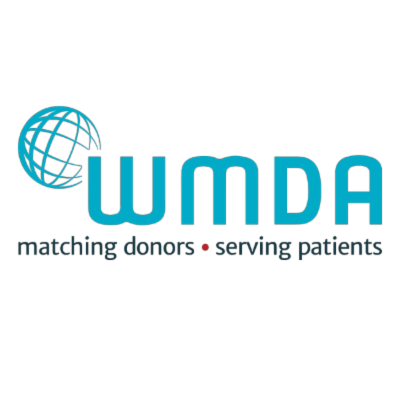 WMDA
matching donors • serving patients